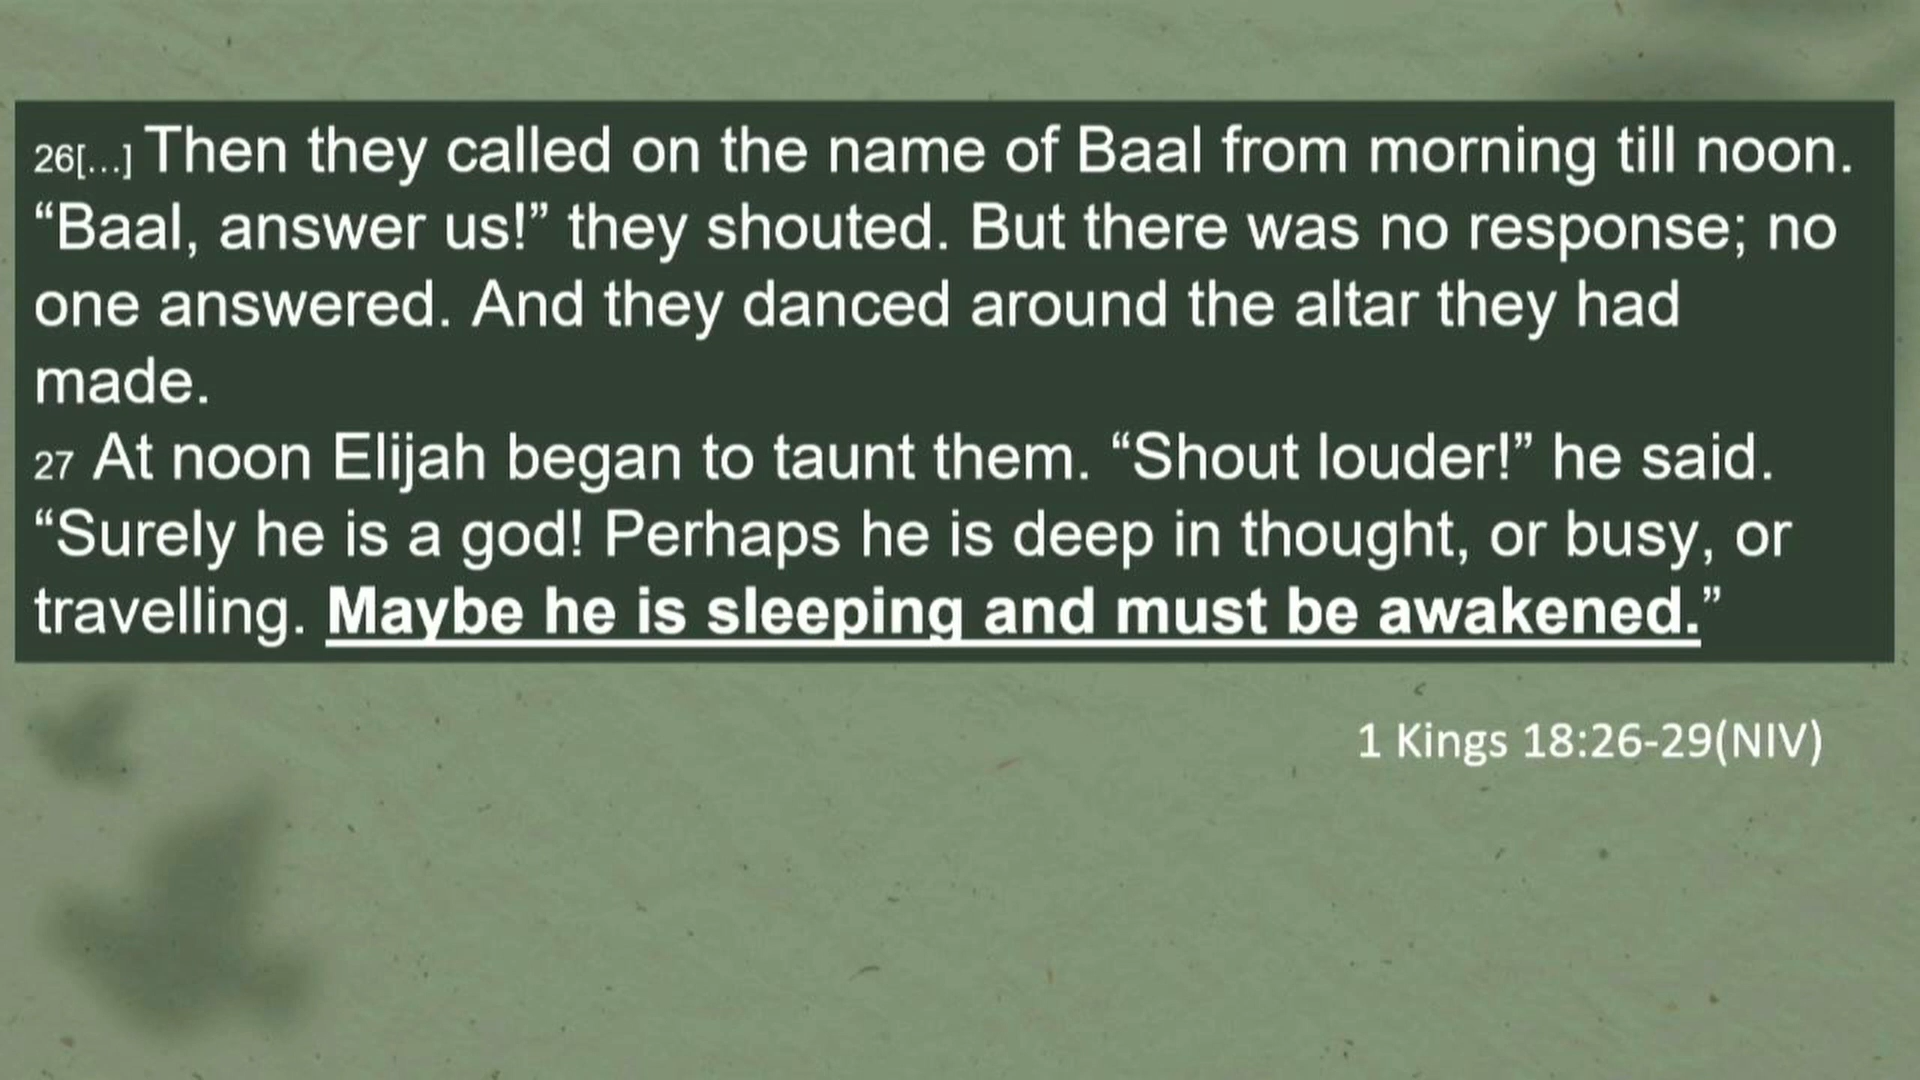 26[...] Then they called on the name of Baal from morning till noon.
“Baal, answer us!” they shouted. But there was no response; no
one answered. And they danced around the altar they had
made.
27 At noon Elijah began to taunt them. “Shout louder!” he said.
“Surely he is a god! Perhaps he is deep in thought, or busy, or
travelling. Maybe he is sleeping and must be awakened.”
1 Kings 18:26-29(NIV)